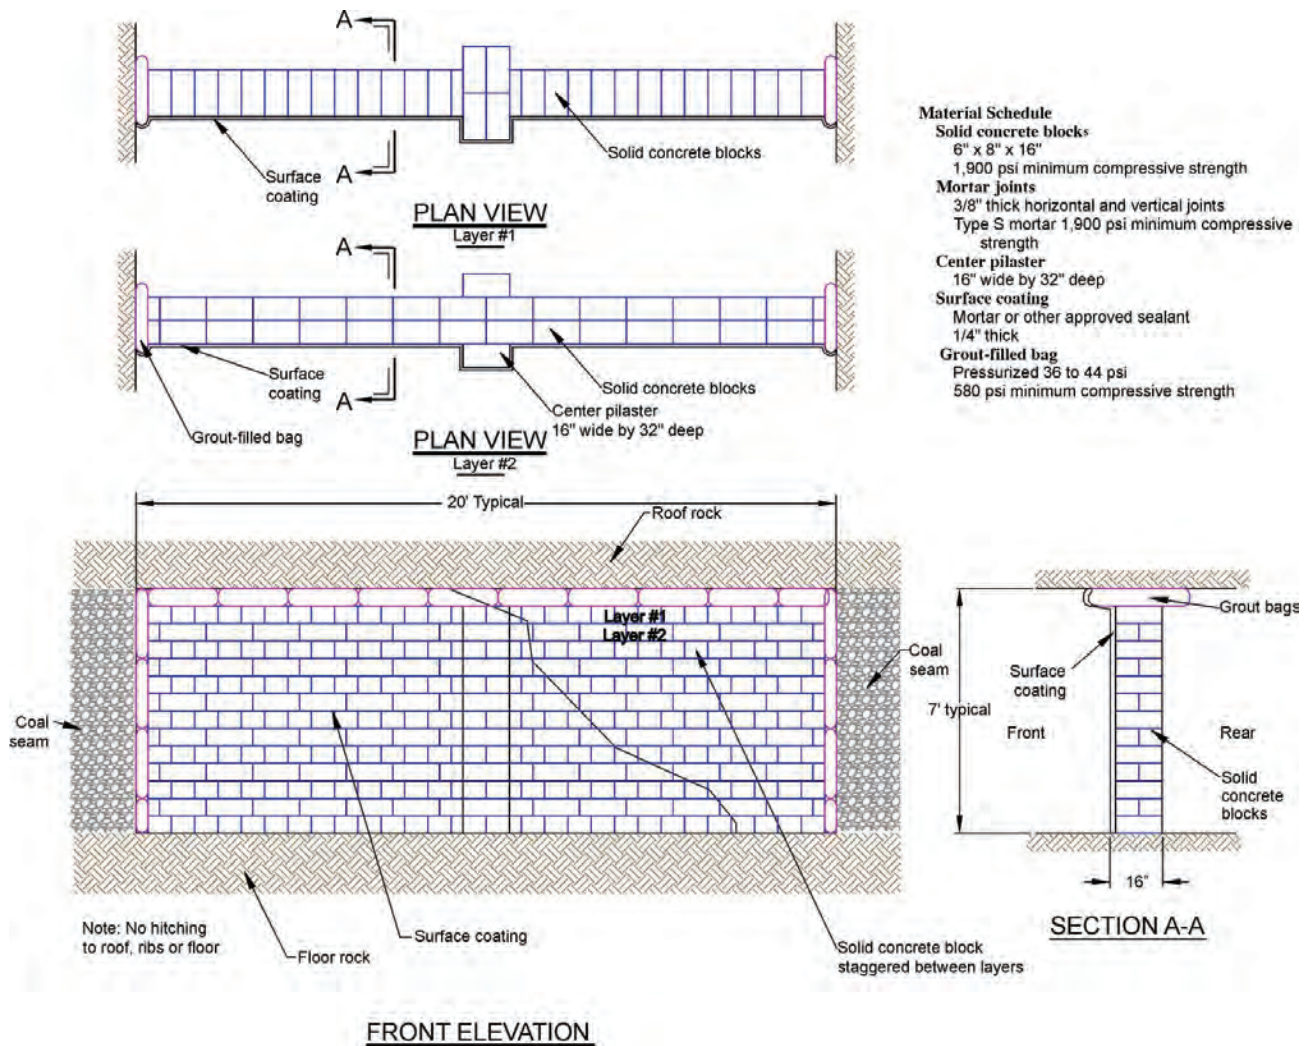 A
A
Solid concrete blocks
Surface
coating
PLAN VIEW
Layer #1
Material Schedule
Solid concrete blocks
6" x 8" x 16"
1,900 psi minimum compressive strength
Mortar joints
3/8" thick horizontal and vertical joints
Type S mortar 1,900 psi minimum compressive
strength
Center pilaster
16" wide by 32" deep
Surface coating
Mortar or other approved sealant
1/4" thick
Grout-filled bag
Pressurized 36 to 44 psi
580 psi minimum compressive strength
A
A
Surface
coating
Solid concrete blocks
Center pilaster
16" wide by 32" deep
Grout-filled bag
PLAN VIEW
Layer #2
20' Typical
Roof rock
Layer #1
Layer #2
Coal
seam
Coal
seam
Surface coating
Floor rock
Solid concrete block
staggered between layers
Note: No hitching
to roof, ribs or floor
FRONT ELEVATION
Grout bags
Surface
coating
7' typical
Front
Rear
Solid
concrete
blocks
16"
SECTION A-A